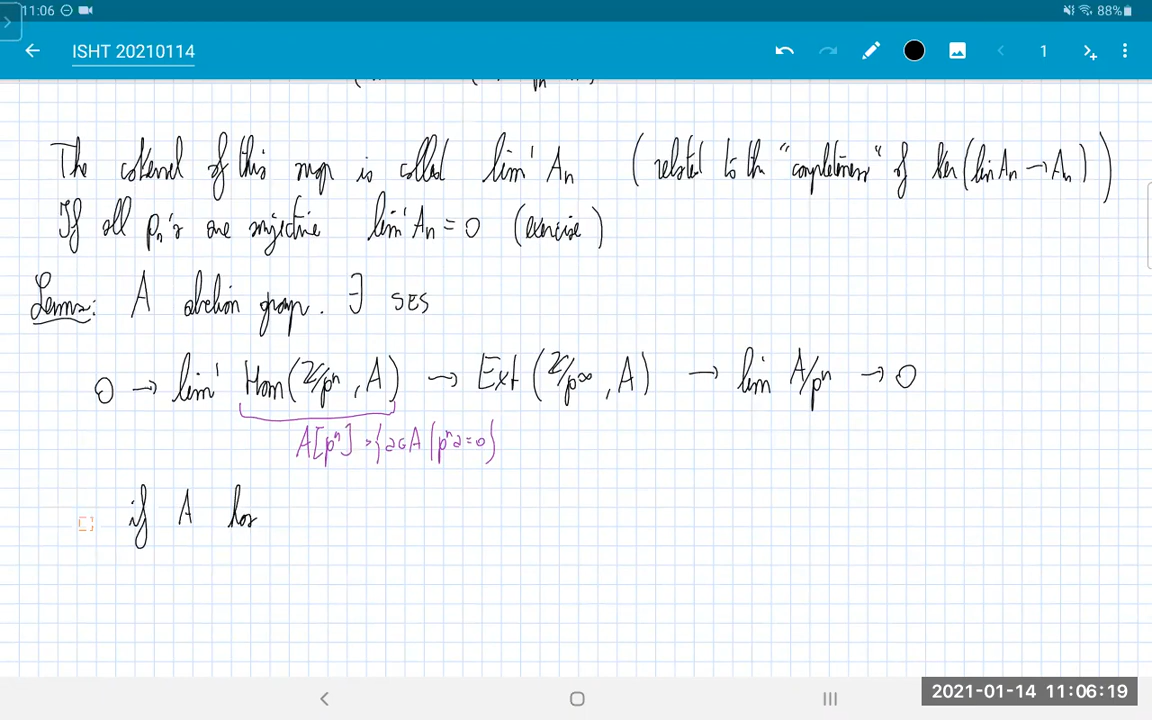 11:06 88%
ISHT 20210114 1
The cokernel of this map is called lim¹ Aₙ (related to the "completeness" of ker(lim Aₙ → Aₙ))
If all pₙ's are surjective lim¹ Aₙ = 0 (exercise)
Lemma: A abelian group. ∃ SES
0 → lim¹ Hom(ℤ/pⁿ, A) → Ext(ℤ/p^∞, A) → lim A/pⁿ → 0
A[pⁿ] = {a∈A | pⁿa=0}
if A has
2021-01-14 11:06:19